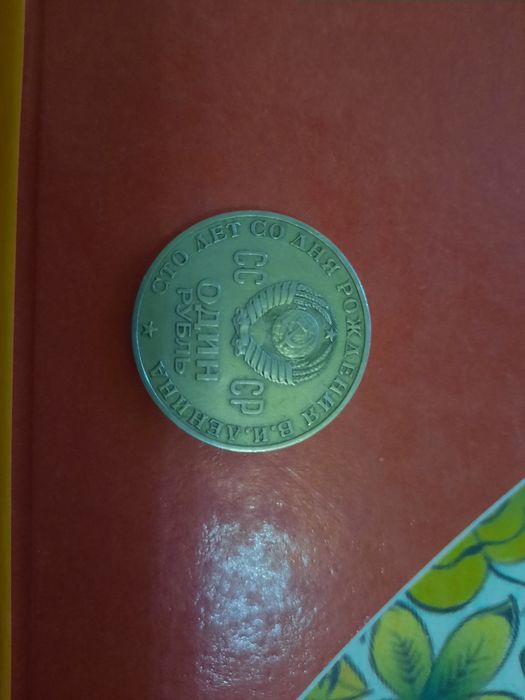 СТО ЛЕТ СО ДНЯ РОЖДЕНИЯ В.И.ЛЕНИНА
СС СР
ОДИН
РУБЛЬ